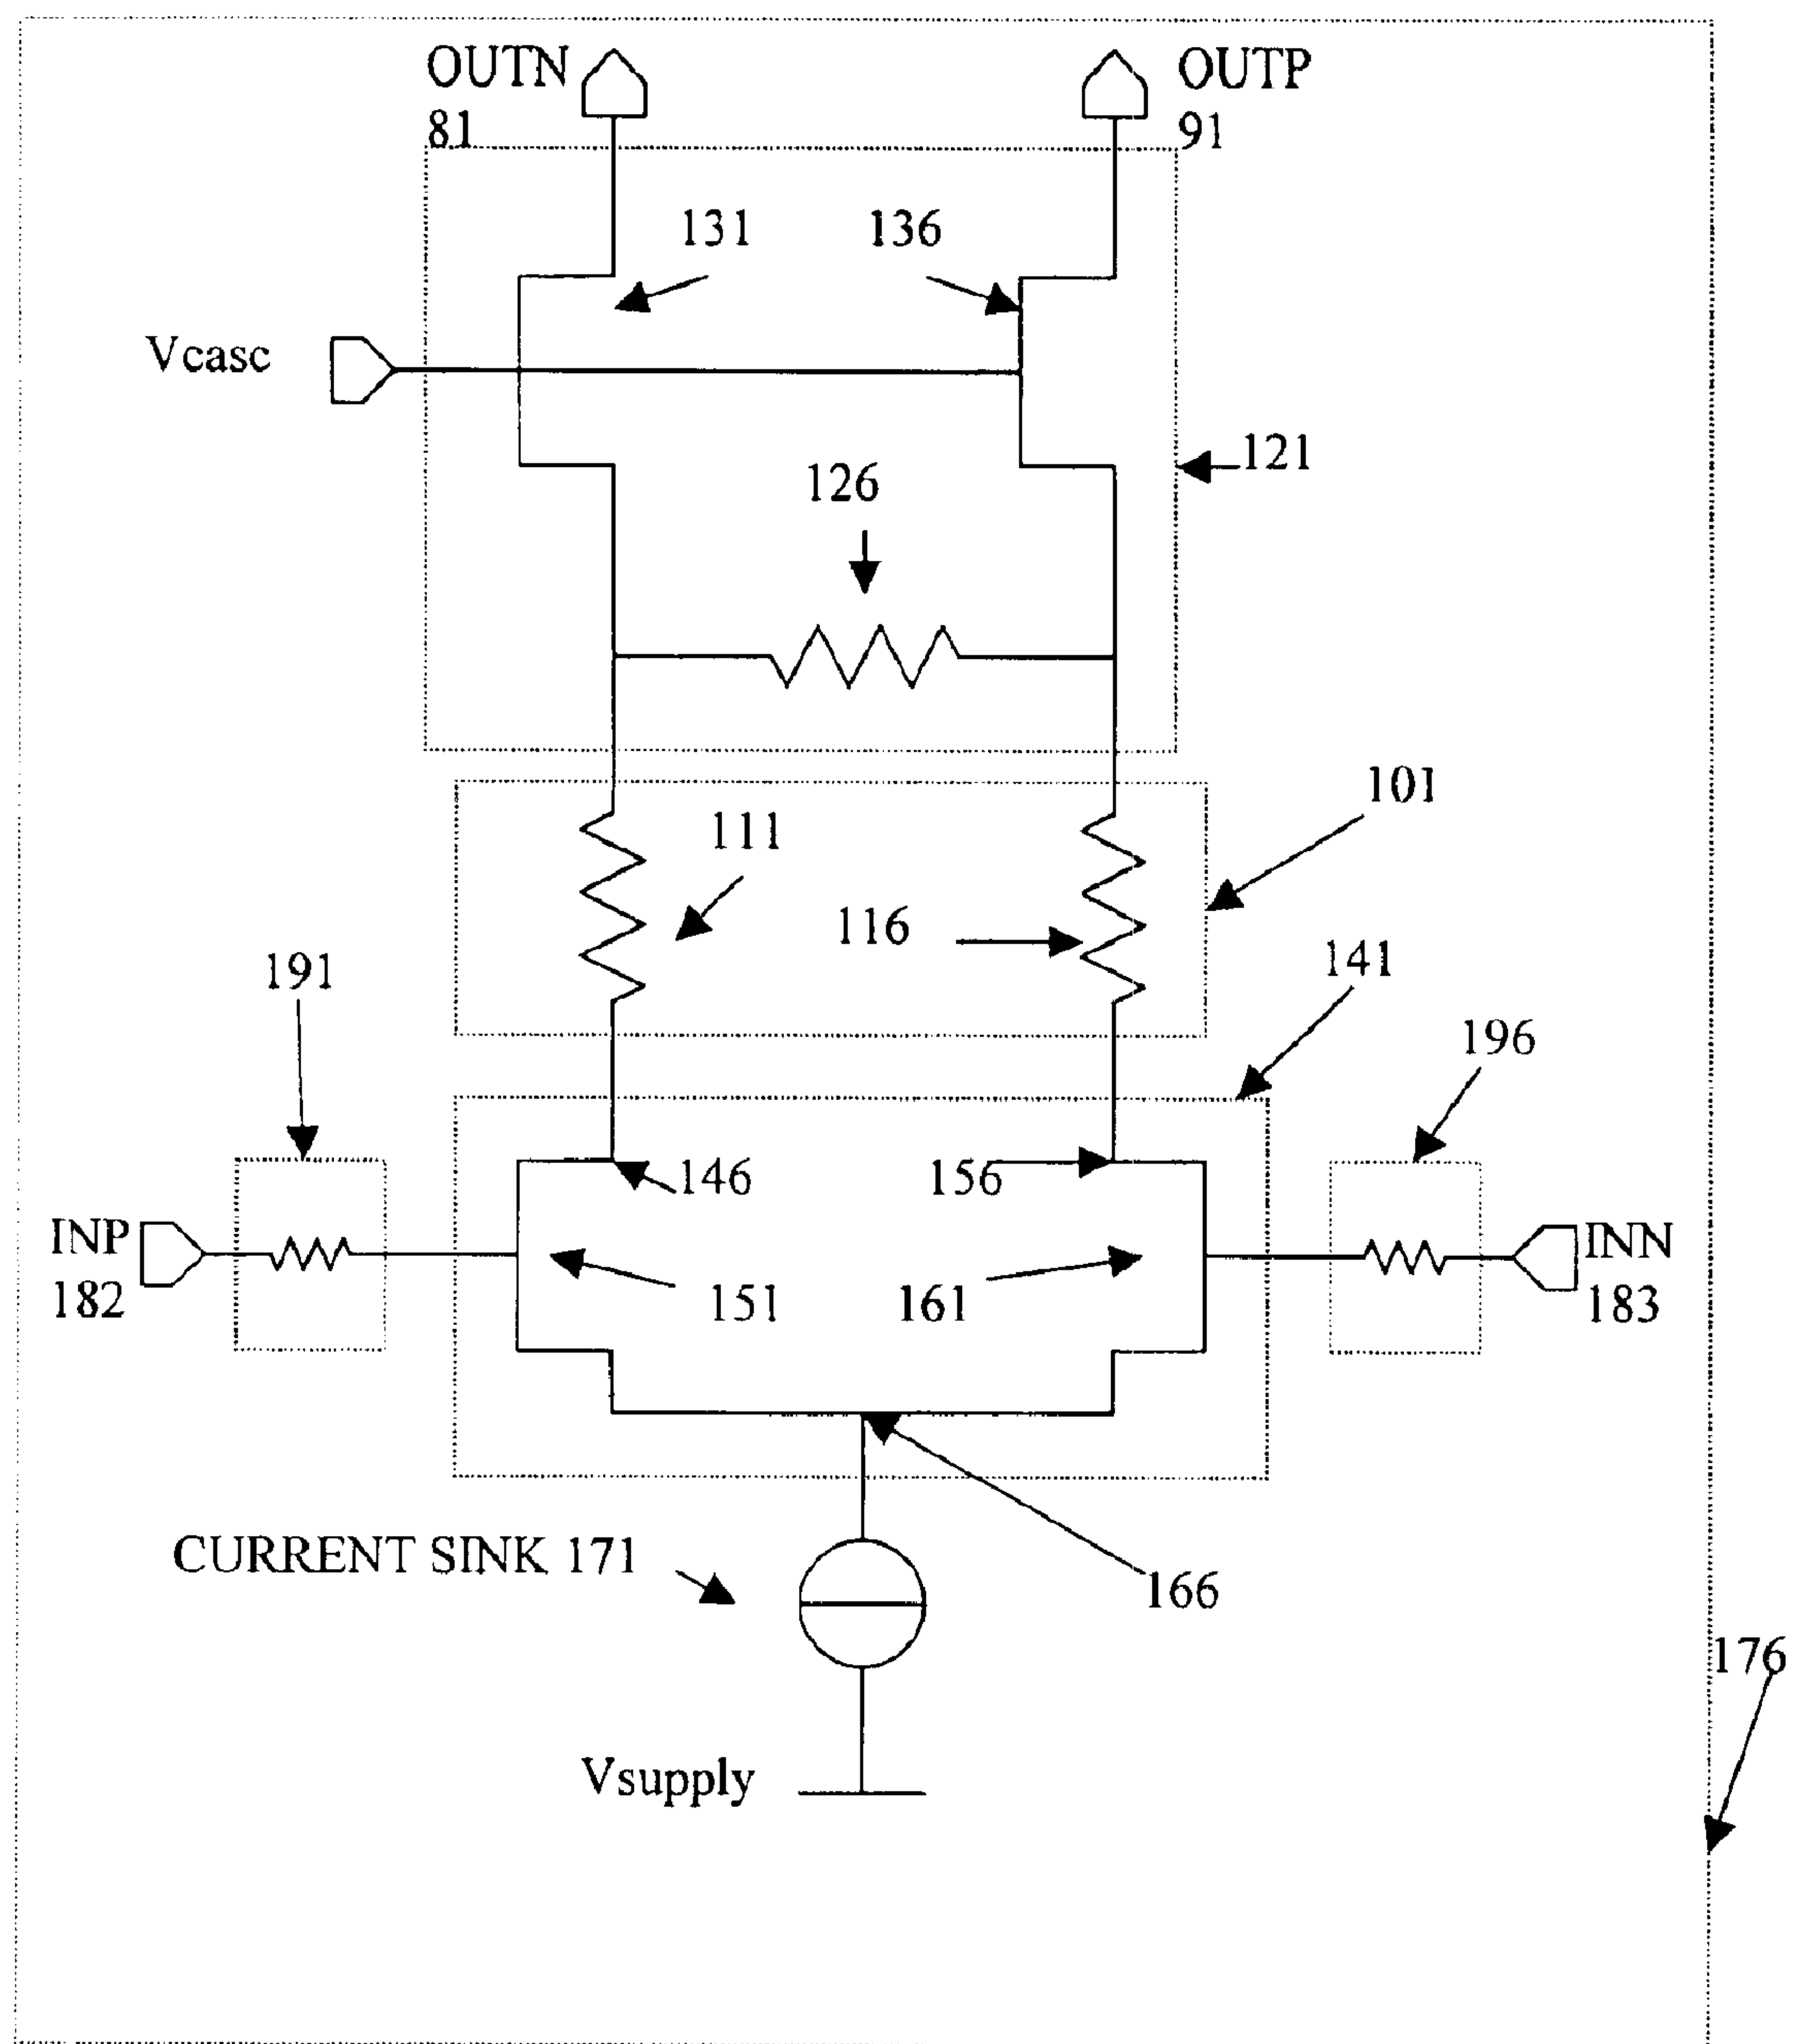 OUTN
81
OUTP
91
131
136
Vcasc
121
126
101
111
116
141
191
196
146
156
INP
182
INN
183
151
161
CURRENT SINK 171
166
176
Vsupply